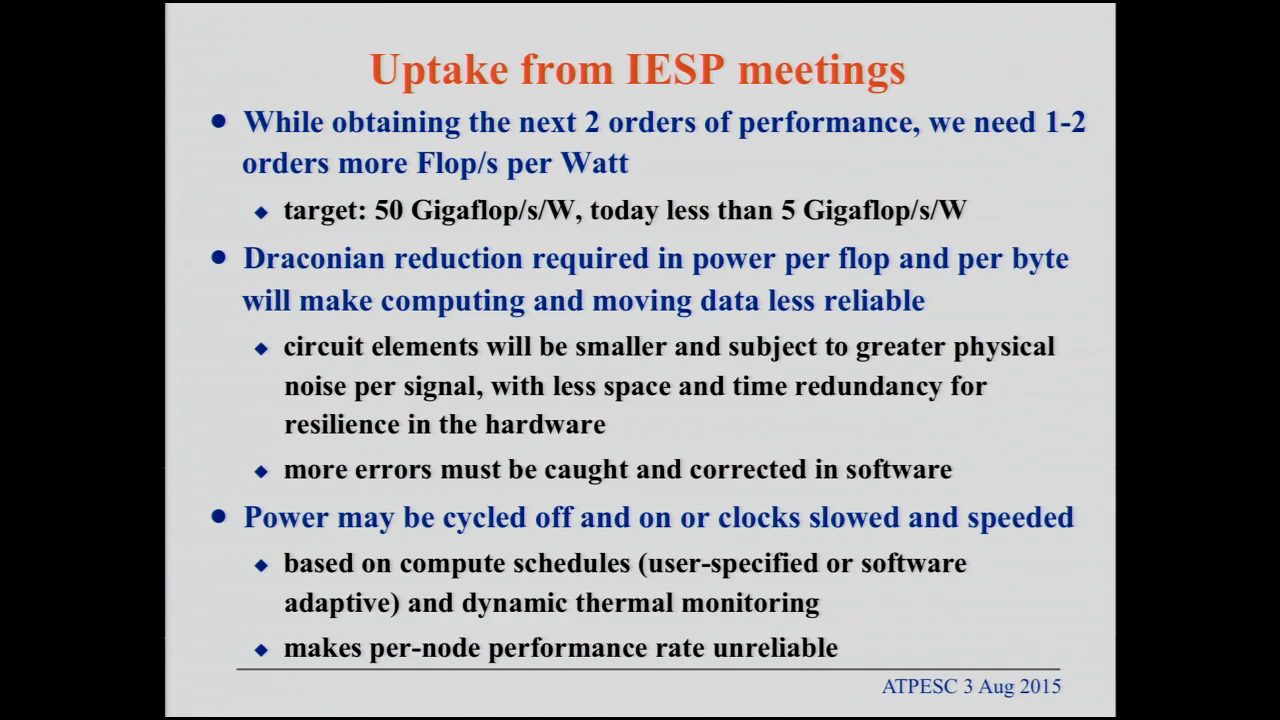 Uptake from IESP meetings
• While obtaining the next 2 orders of performance, we need 1-2
orders more Flop/s per Watt
◆ target: 50 Gigaflop/s/W, today less than 5 Gigaflop/s/W
• Draconian reduction required in power per flop and per byte
will make computing and moving data less reliable
◆ circuit elements will be smaller and subject to greater physical
noise per signal, with less space and time redundancy for
resilience in the hardware
◆ more errors must be caught and corrected in software
• Power may be cycled off and on or clocks slowed and speeded
◆ based on compute schedules (user-specified or software
adaptive) and dynamic thermal monitoring
◆ makes per-node performance rate unreliable
ATPESC 3 Aug 2015